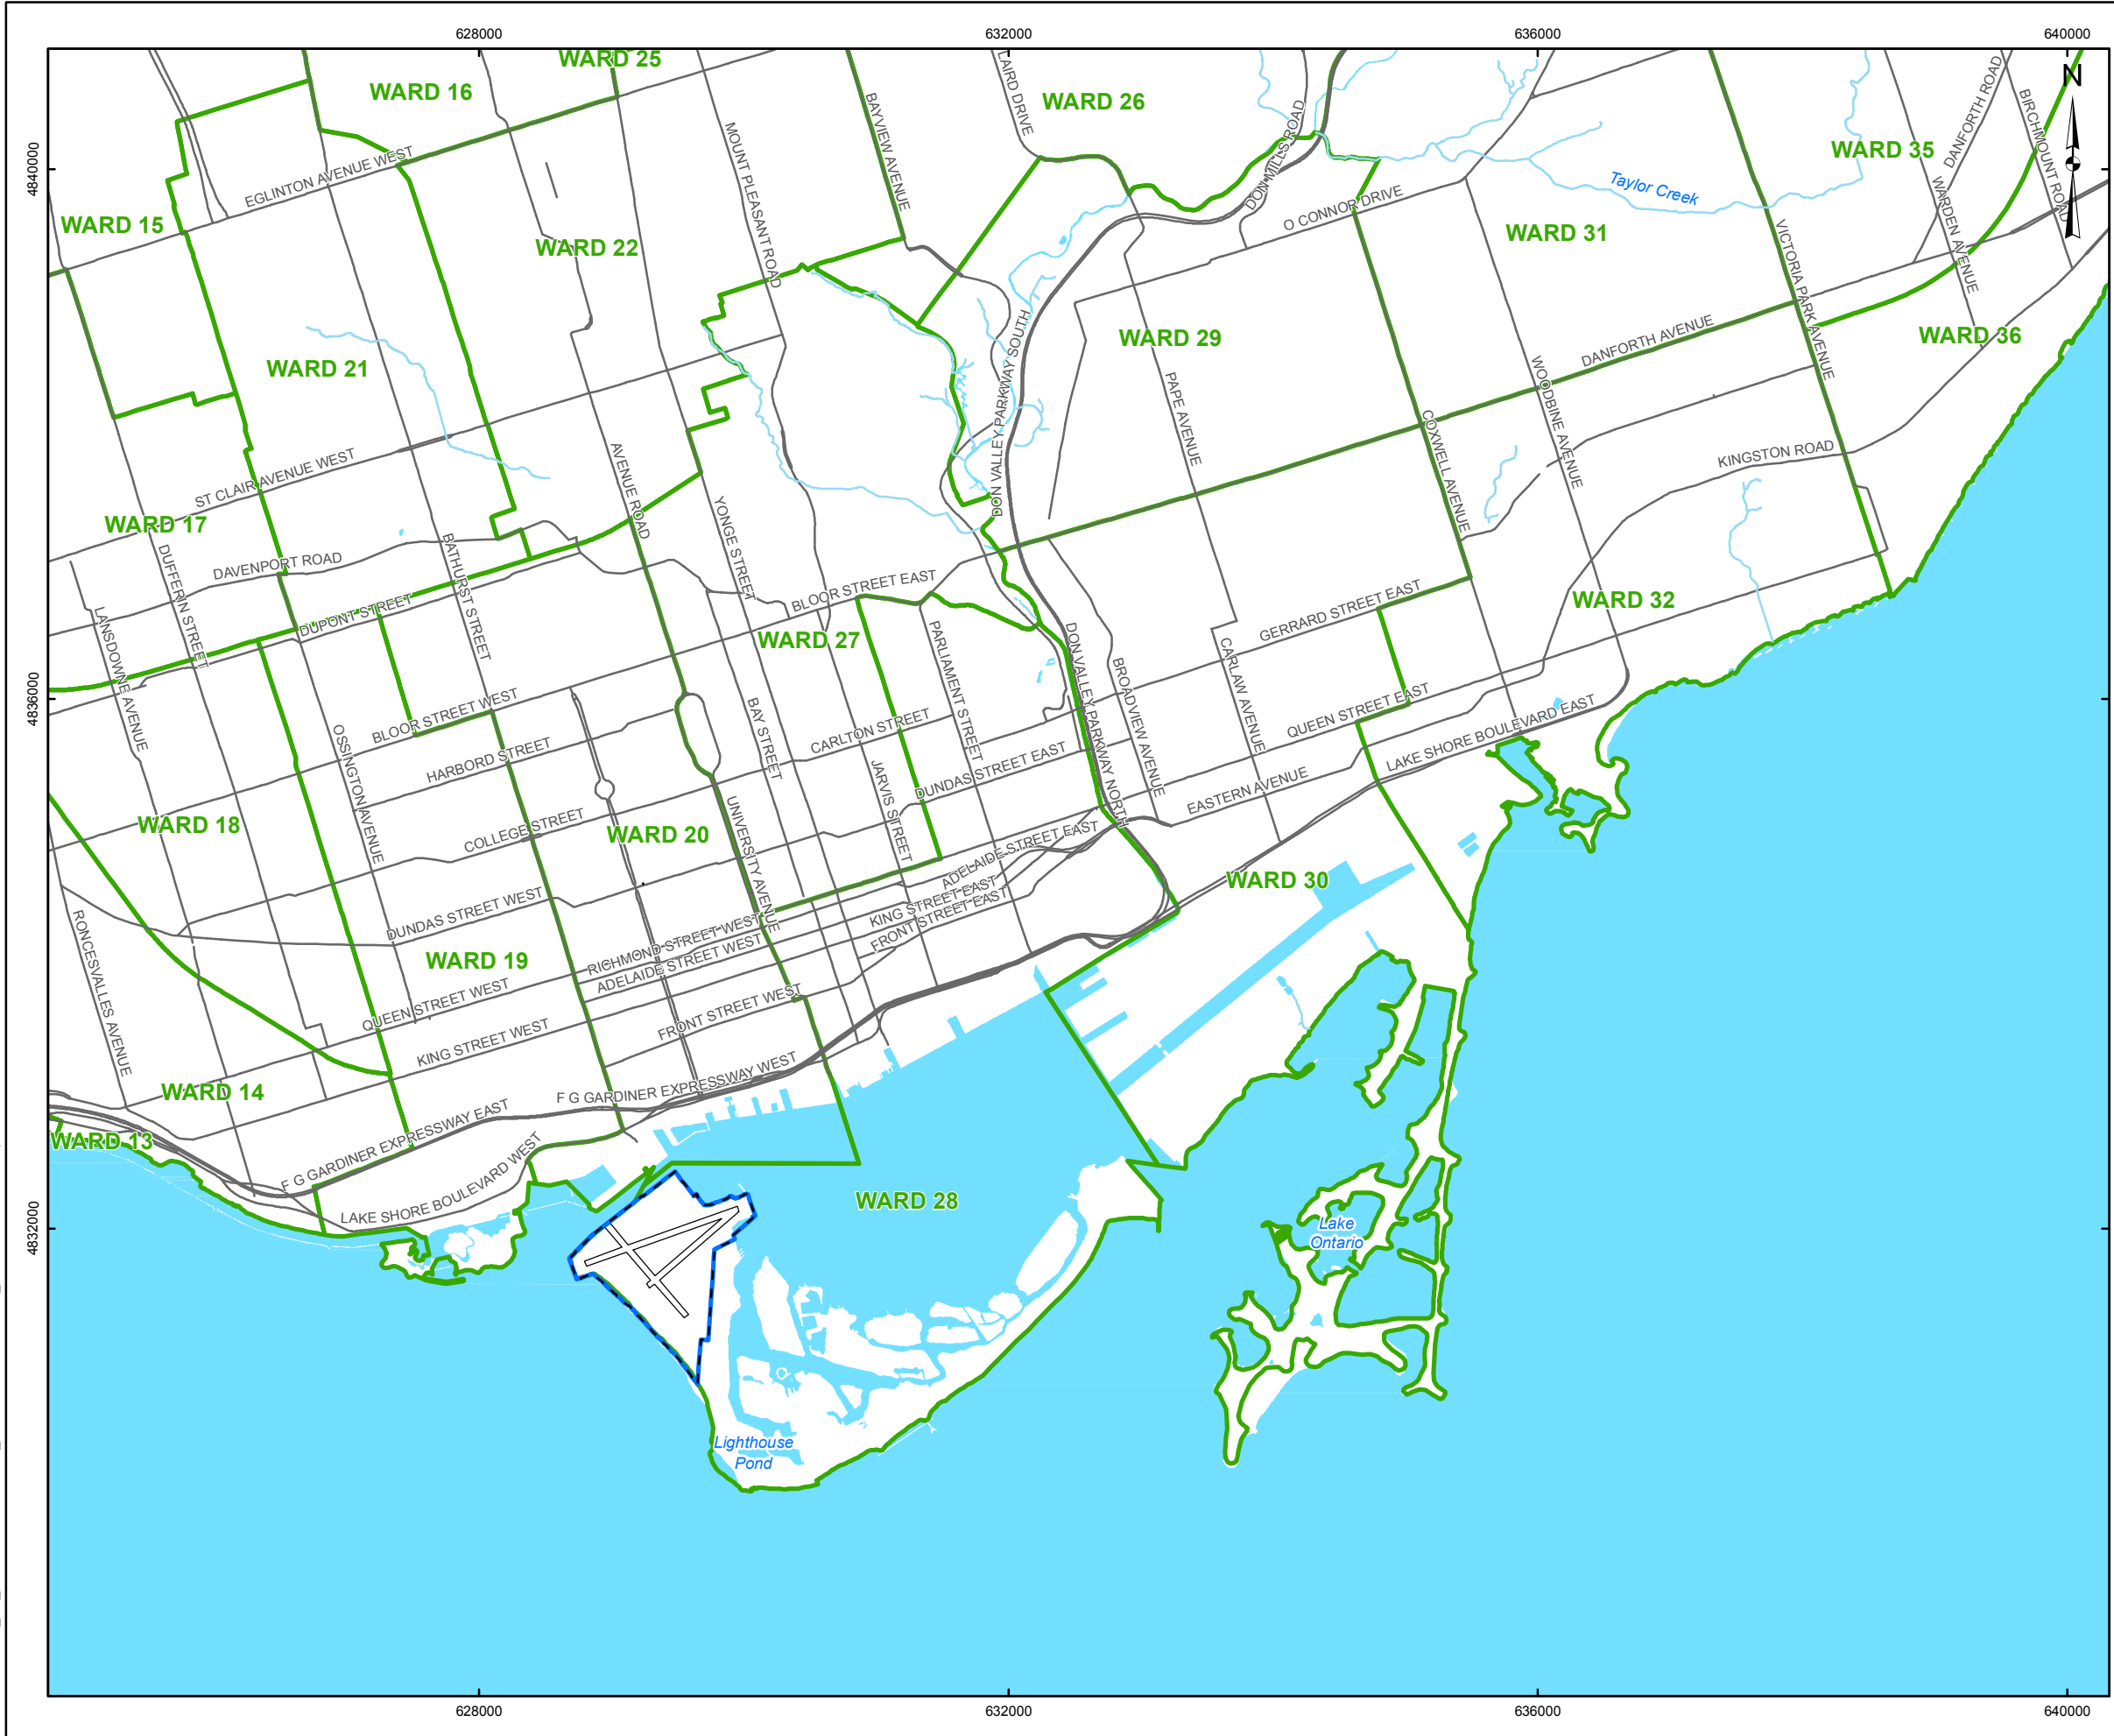 628000
632000
636000
640000
WARD 25
WARD 16
WARD 26
N
LAIRD DRIVE
BAYVIEW AVENUE
MOUNT PLEASANT ROAD
DON MILLS ROAD
DANFORTH ROAD
BIRCHMOUNT ROAD
WARD 35
4840000
EGLINTON AVENUE WEST
Taylor Creek
WARDEN AVENUE
O CONNOR DRIVE
WARD 15
WARD 22
WARD 31
VICTORIA PARK AVENUE
WARD 29
WARD 36
DANFORTH AVENUE
WARD 21
DON VALLEY PARKWAY SOUTH
PAPE AVENUE
WOODBINE AVENUE
COXWELL AVENUE
KINGSTON ROAD
ST CLAIR AVENUE WEST
AVENUE ROAD
YONGE STREET
WARD 17
DAVENPORT ROAD
DUFFERIN STREET
BATHURST STREET
BLOOR STREET EAST
GERRARD STREET EAST
WARD 32
LANSDOWNE AVENUE
DUPONT STREET
WARD 27
PARLIAMENT STREET
DON VALLEY PARKWAY NORTH
BROADVIEW AVENUE
CARLAW AVENUE
4836000
BLOOR STREET WEST
OSSINGTON AVENUE
HARBORD STREET
BAY STREET
CARLTON STREET
JARVIS STREET
DUNDAS STREET EAST
QUEEN STREET EAST
LAKE SHORE BOULEVARD EAST
EASTERN AVENUE
WARD 18
COLLEGE STREET
WARD 20
UNIVERSITY AVENUE
ADELAIDE STREET EAST
KING STREET EAST
FRONT STREET EAST
WARD 30
RONCESVALLES AVENUE
DUNDAS STREET WEST
WARD 19
RICHMOND STREET WEST
ADELAIDE STREET WEST
QUEEN STREET WEST
KING STREET WEST
FRONT STREET WEST
WARD 14
F G GARDINER EXPRESSWAY WEST
F G GARDINER EXPRESSWAY EAST
WARD 13
LAKE SHORE BOULEVARD WEST
4832000
WARD 28
Lake
Ontario
Lighthouse
Pond
628000
632000
636000
640000